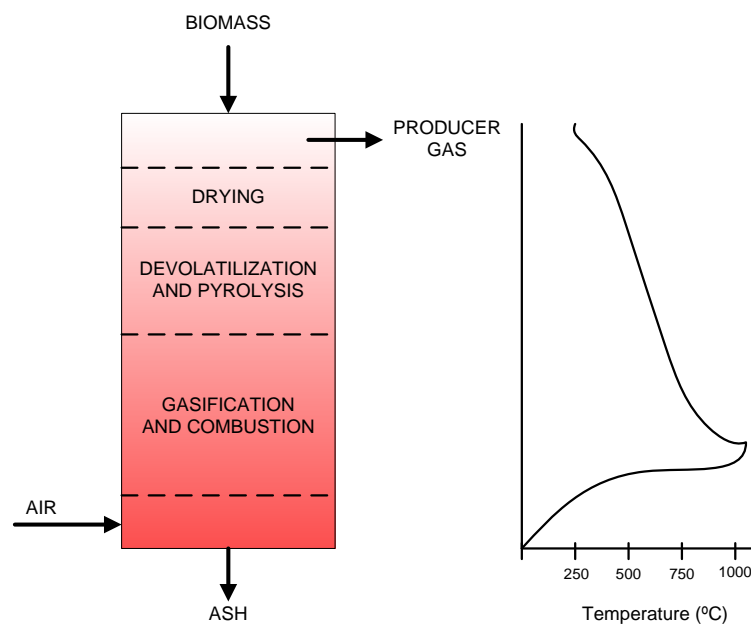 BIOMASS
PRODUCER
GAS
DRYING
DEVOLATILIZATION
AND PYROLYSIS
GASIFICATION
AND COMBUSTION
AIR
ASH
250 500 750 1000
Temperature (ºC)